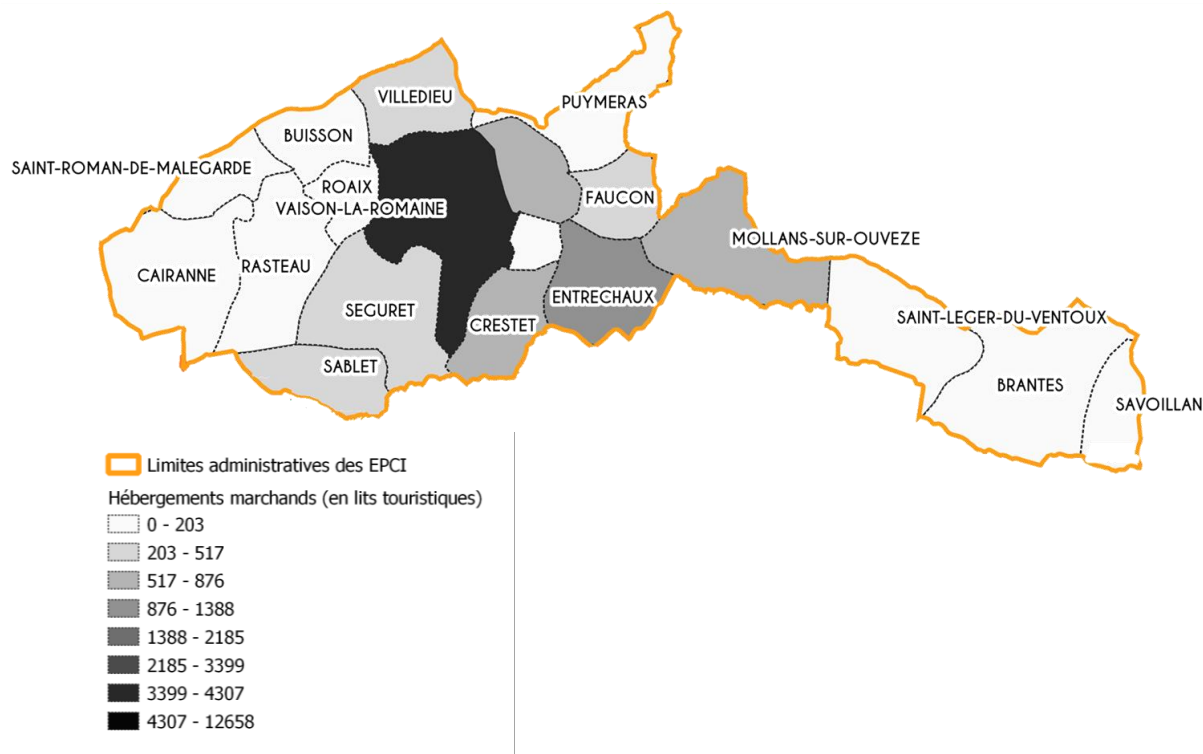 VILLEDIEU
PUYMERAS
BUISSON
SAINT-ROMAN-DE-MALEGARDE
ROAIX
FAUCON
VAISON-LA-ROMAINE
MOLLANS-SUR-OUVEZE
RASTEAU
CAIRANNE
ENTRECHAUX
SEGURET
SAINT-LEGER-DU-VENTOUX
CRESTET
SABLET
BRANTES
SAVOILLAN
Limites administratives des EPCI
Hébergements marchands (en lits touristiques)
0 - 203
203 - 517
517 - 876
876 - 1388
1388 - 2185
2185 - 3399
3399 - 4307
4307 - 12658